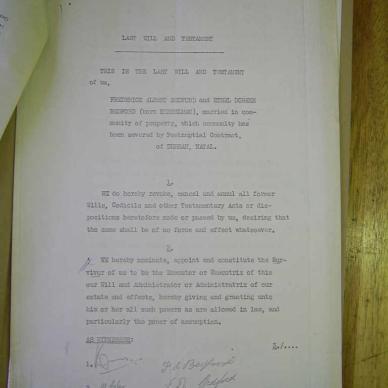 LAST WILL AND TESTAMENT
THIS IS THE LAST WILL AND TESTAMENT
of us,
FREDERICK ALBERT BEDFORD and ETHEL DOREEN
BEDFORD (born), married in com-
munity of property, which community has
been severed by Postnuptial Contract,
of DURBAN, NATAL.
1.
WE do hereby revoke, cancel and annul all former
Wills, Codicils and other Testamentary Acts or dis-
positions heretofore made or passed by us, desiring that
the same shall be of no force and effect whatsoever.
2.
WE hereby nominate, appoint and constitute the Sur-
vivor of us to be the Executor or Executrix of this
our Will and Administrator or Administratrix of our
estate and effects, hereby giving and granting unto
him or her all such powers as are allowed in law, and
particularly the power of assumption.
AS WITNESSES:
2/....
1.
F A Bedford
2.
Bedford